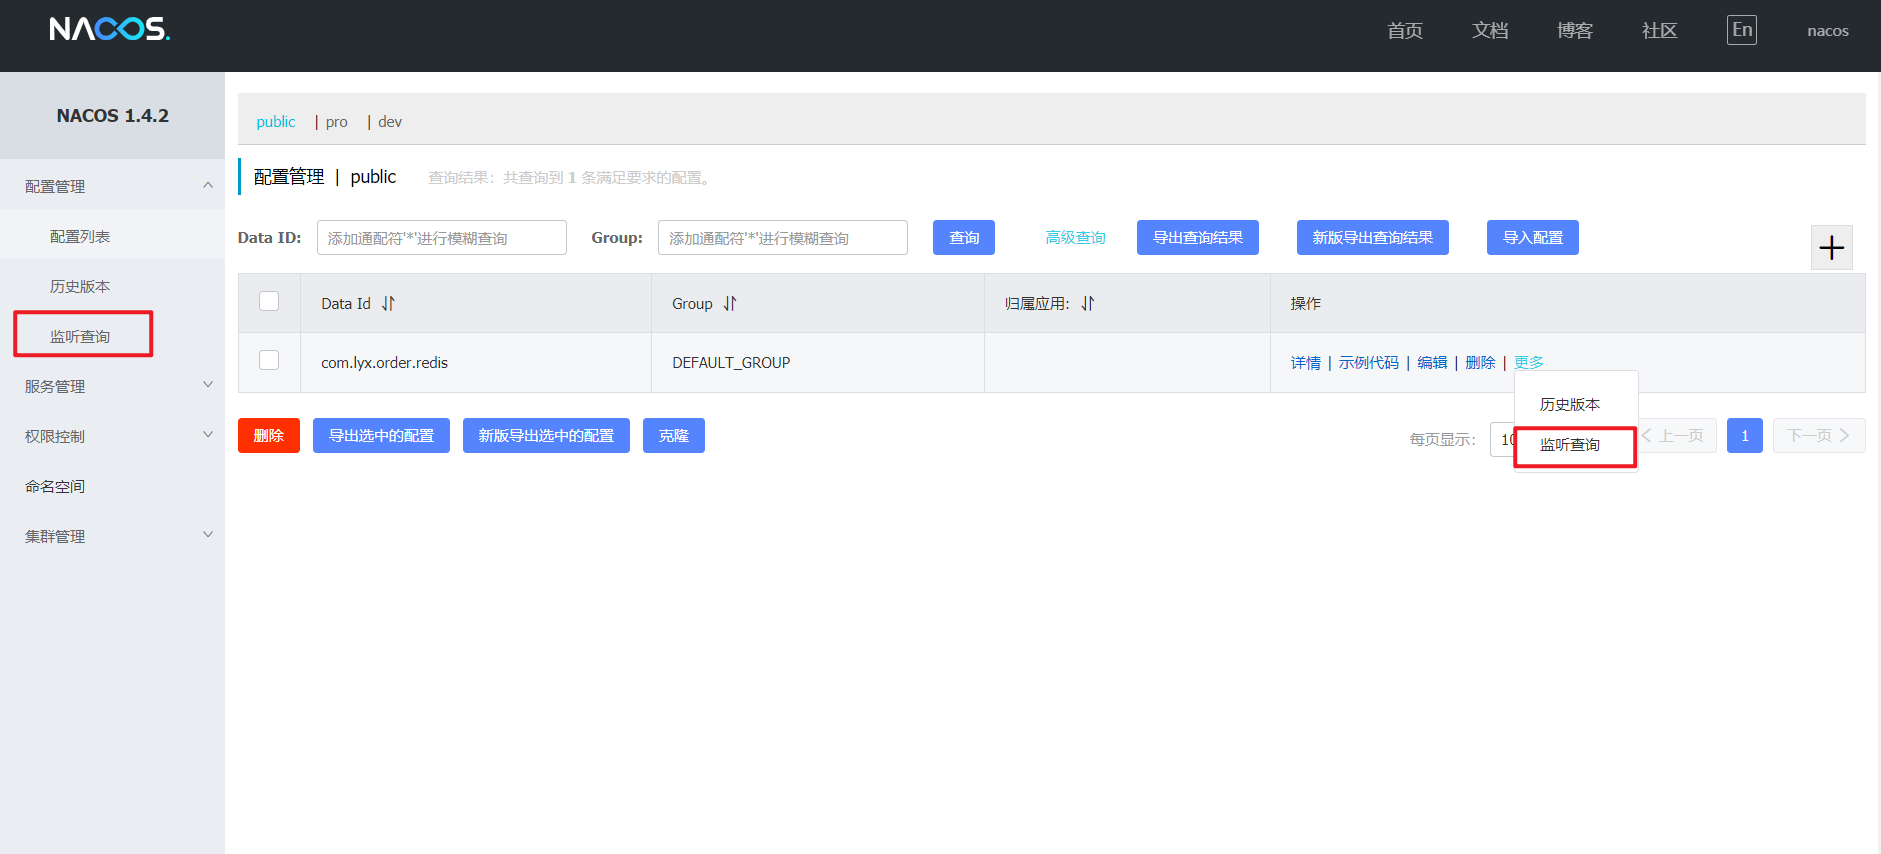 NACOS.
首页 文档 博客 社区 En nacos
NACOS 1.4.2
配置管理
配置列表
历史版本
监听查询
服务管理
权限控制
命名空间
集群管理
public | pro | dev
配置管理 | public 查询结果：共查询到 1 条满足要求的配置。
Data ID: 添加通配符'*'进行模糊查询 Group: 添加通配符'*'进行模糊查询 查询 高级查询 导出查询结果 新版导出查询结果 导入配置
Data Id Group 归属应用: 操作
com.lyx.order.redis DEFAULT_GROUP 详情 | 示例代码 | 编辑 | 删除 | 更多
历史版本
监听查询
删除 导出选中的配置 新版导出选中的配置 克隆 每页显示: 10 上一页 1 下一页